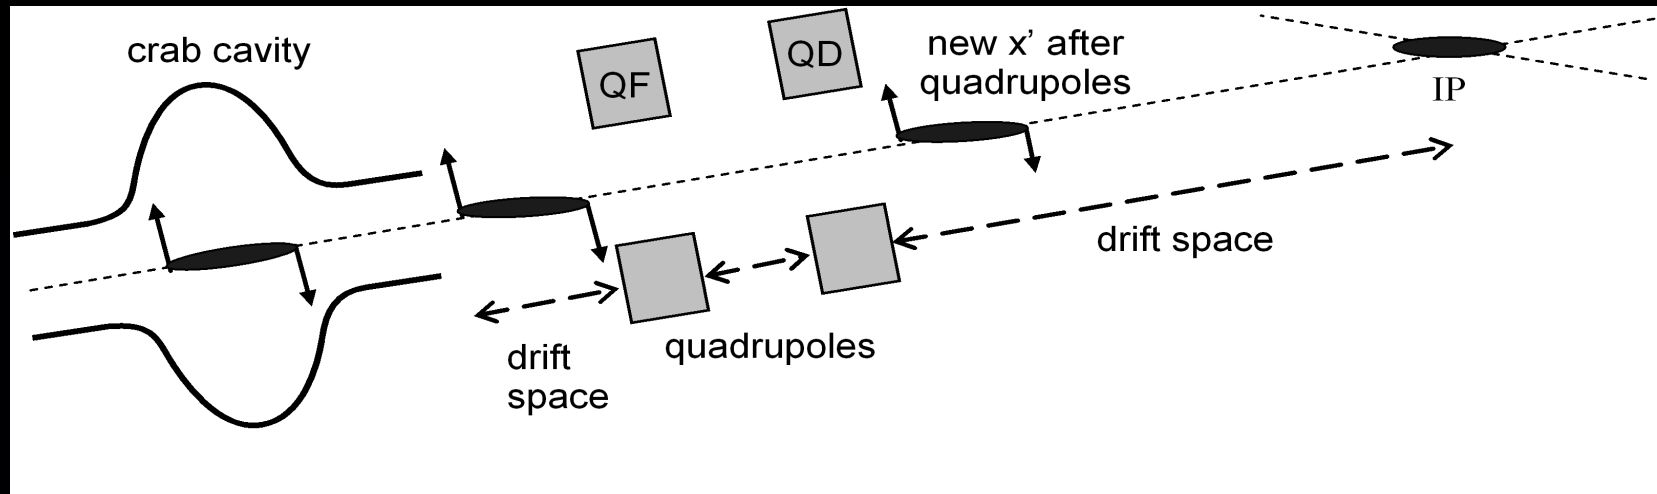 crab cavity
QF
QD
new x’ after
quadrupoles
IP
drift space
drift
space
quadrupoles